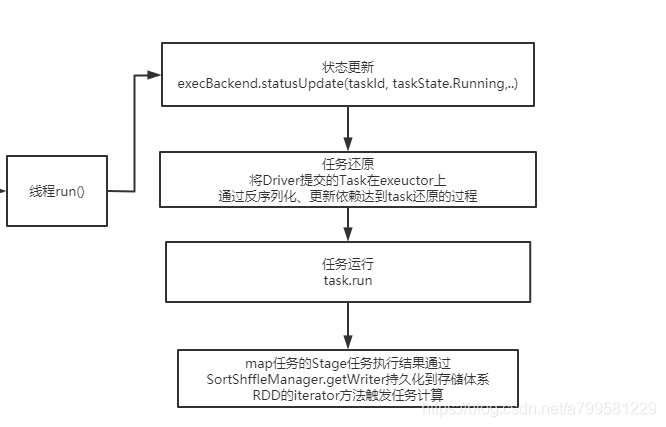 状态更新
execBackend.statusUpdate(taskId, taskState.Running,..)
线程run()
任务还原
将Driver提交的Task在exeuctor上
通过反序列化、更新依赖达到task还原的过程
任务运行
task.run
map任务的Stage任务执行结果通过
SortShffleManager.getWriter持久化到存储体系
RDD的iterator方法触发任务计算
https://blog.csdn.net/a799581229